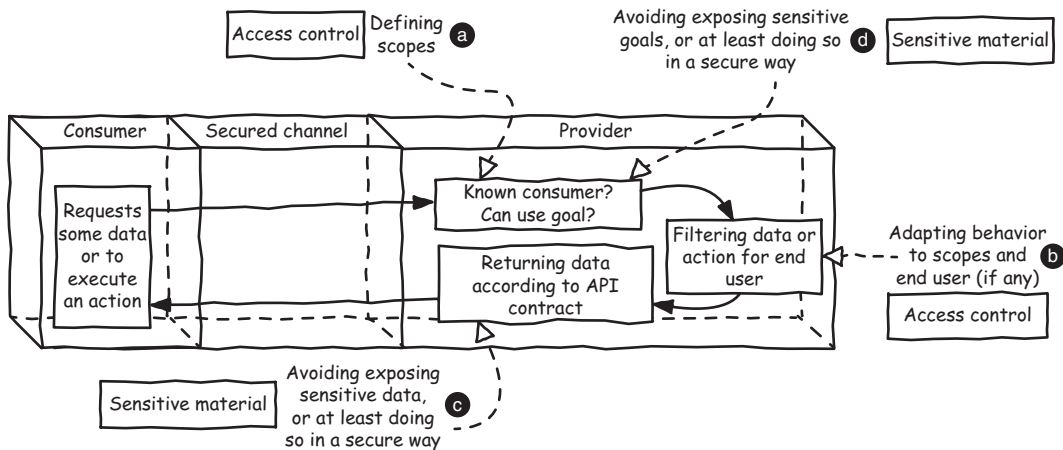 Access control
Defining
scopes
a
Avoiding exposing sensitive
goals, or at least doing so
in a secure way
d
Sensitive material
Consumer
Secured channel
Provider
Requests
some data
or to
execute
an action
Known consumer?
Can use goal?
Filtering data or
action for end
user
Returning data
according to API
contract
Adapting behavior
to scopes and
end user (if any)
b
Access control
Sensitive material
Avoiding exposing
sensitive data,
or at least doing
so in a secure way
c